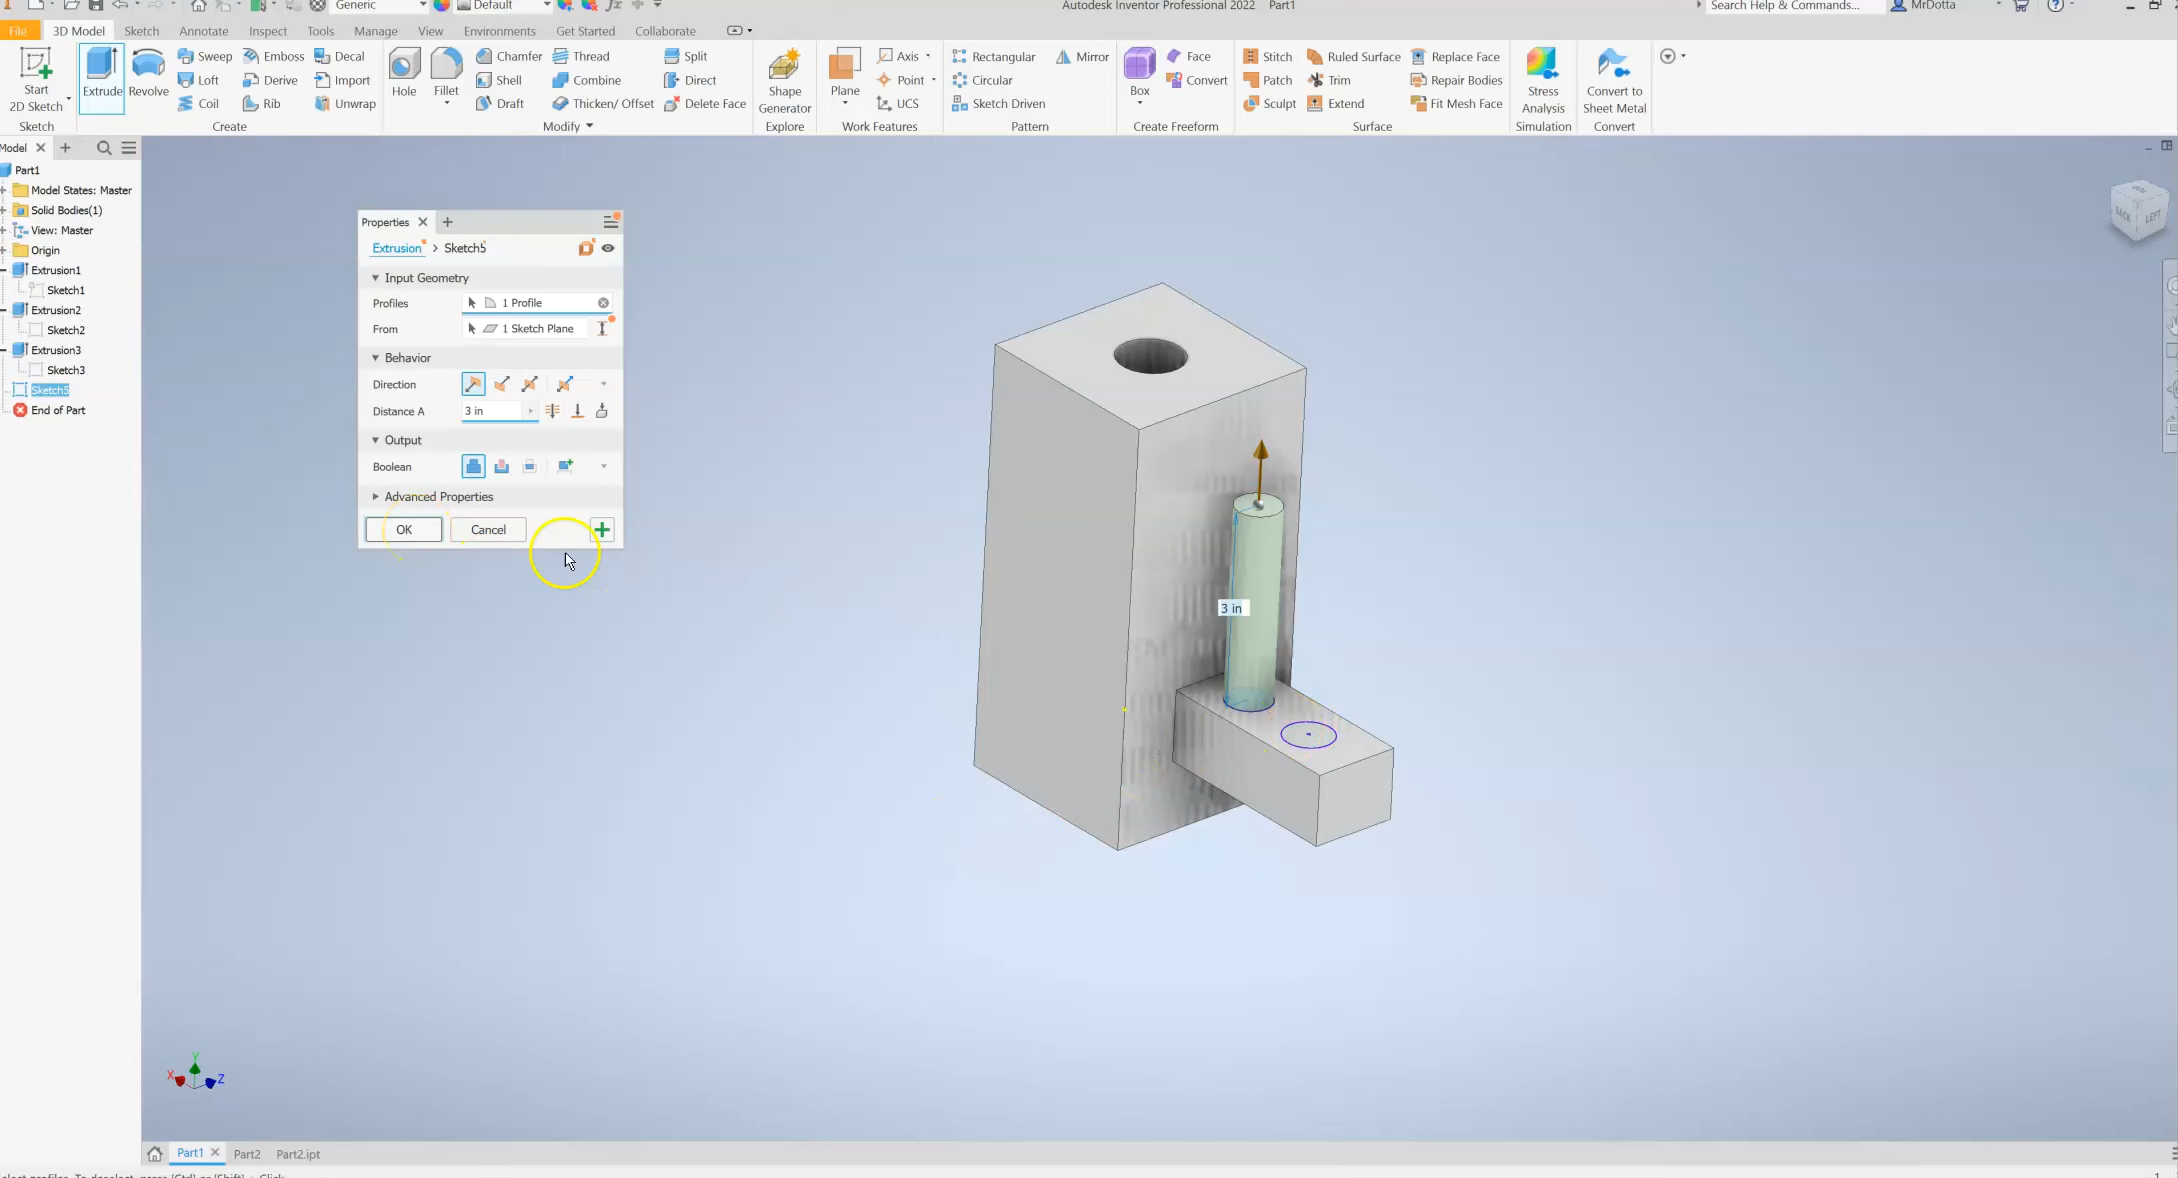 Generic
Default
Autodesk Inventor Professional 2022 Part1
Search Help & Commands...
MrDotta
File 3D Model Sketch Annotate Inspect Tools Manage View Environments Get Started Collaborate
Start
2D Sketch
Extrude
Revolve
Sweep
Loft
Coil
Emboss
Derive
Rib
Decal
Import
Unwrap
Hole
Fillet
Chamfer
Shell
Draft
Thread
Combine
Thicken/ Offset
Split
Direct
Delete Face
Shape
Generator
Plane
Axis
Point
UCS
Rectangular
Circular
Sketch Driven
Mirror
Box
Face
Convert
Stitch
Patch
Sculpt
Ruled Surface
Trim
Extend
Replace Face
Repair Bodies
Fit Mesh Face
Stress
Analysis
Convert to
Sheet Metal
Sketch Create Modify Explore Work Features Pattern Create Freeform Surface Simulation Convert
Model
Part1
Model States: Master
Solid Bodies(1)
View: Master
Origin
Extrusion1
Sketch1
Extrusion2
Sketch2
Extrusion3
Sketch3
Sketch5
End of Part
Properties
Extrusion > Sketch5
Input Geometry
Profiles 1 Profile
From 1 Sketch Plane
Behavior
Direction
Distance A 3 in
Output
Boolean
Advanced Properties
OK Cancel
3 in
TOP
BACK LEFT
Y
X Z
Part1 Part2 Part2.ipt